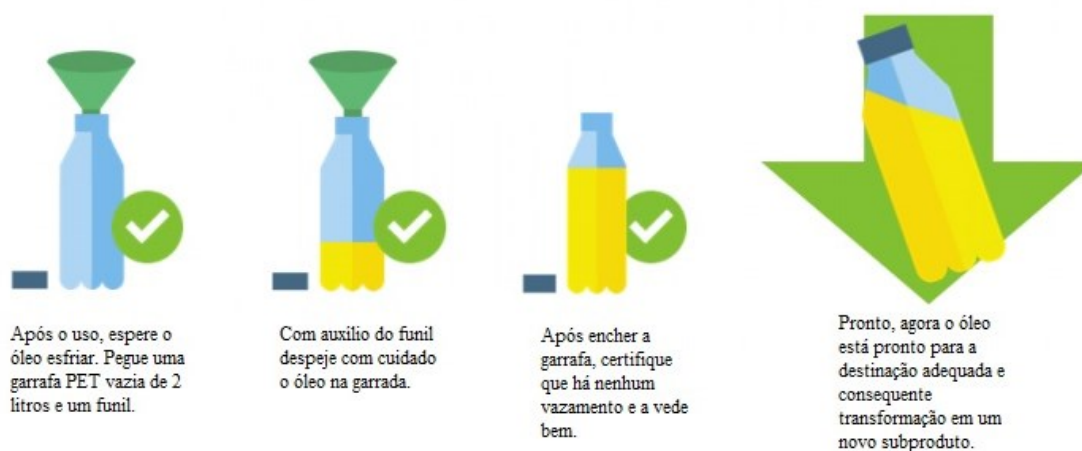 Após o uso, espere o
óleo esfriar. Pegue uma
garrafa PET vazia de 2
litros e um funil.
Com auxilio do funil
despeje com cuidado
o óleo na garrada.
Após encher a
garrafa, certifique
que há nenhum
vazamento e a vede
bem.
Pronto, agora o óleo
está pronto para a
destinação adequada e
consequente
transformação em um
novo subproduto.